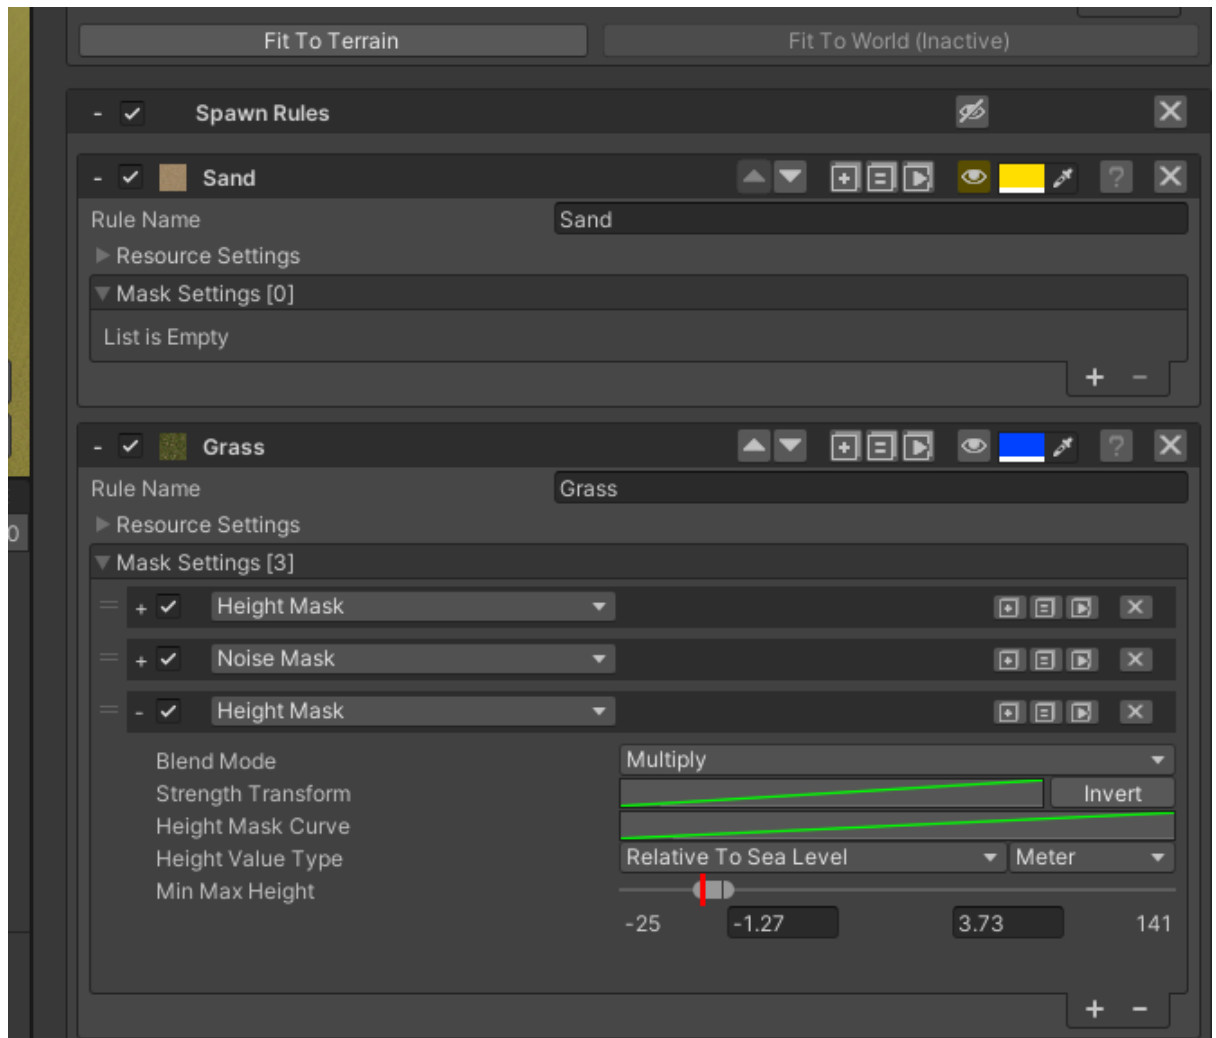 Fit To Terrain Fit To World (Inactive)
- Spawn Rules
- Sand
Rule Name Sand
Resource Settings
Mask Settings [0]
List is Empty
+ -
- Grass
Rule Name Grass
0
Resource Settings
Mask Settings [3]
+ Height Mask
+ Noise Mask
- Height Mask
Blend Mode Multiply
Strength Transform Invert
Height Mask Curve
Height Value Type Relative To Sea Level Meter
Min Max Height
-25 -1.27 3.73 141
+ -